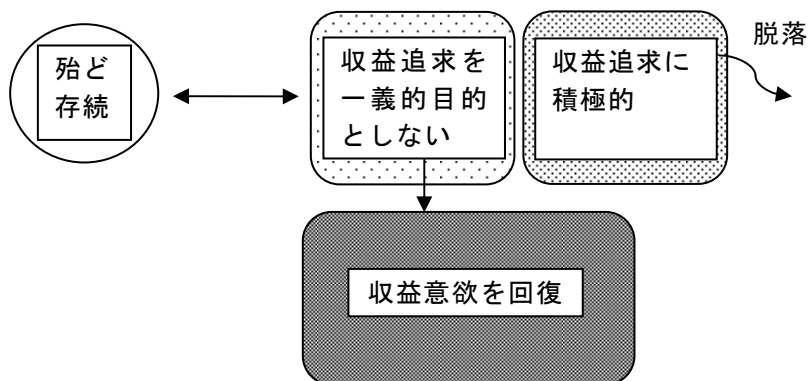 殆ど
存続
収益追求を
一義的目的
としない
収益追求に
積極的
脱落
収益意欲を回復